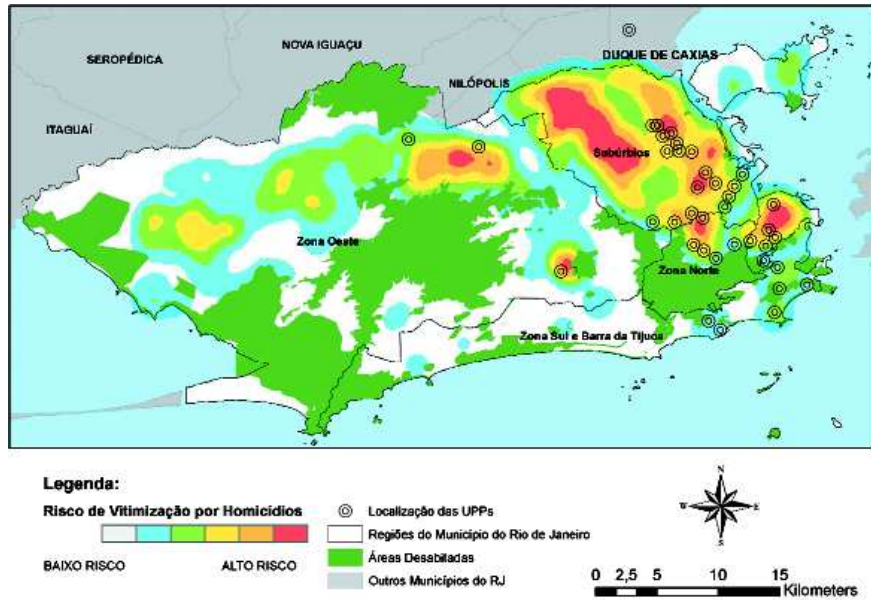 NOVA IGUAÇU
SEROPÉDICA
DUQUE DE CAXIAS
NILÓPOLIS
ITAGUAÍ
Subúrbios
Zona Oeste
Zona Norte
Zona Sul e Barra da Tijuca
Legenda:
Risco de Vitimização por Homicídios
BAIXO RISCO
ALTO RISCO
Localização das UPPs
Regiões do Município do Rio de Janeiro
Áreas Desabitadas
Outros Municípios do RJ
N
W
E
S
0 2,5 5 10 15
Kilometers